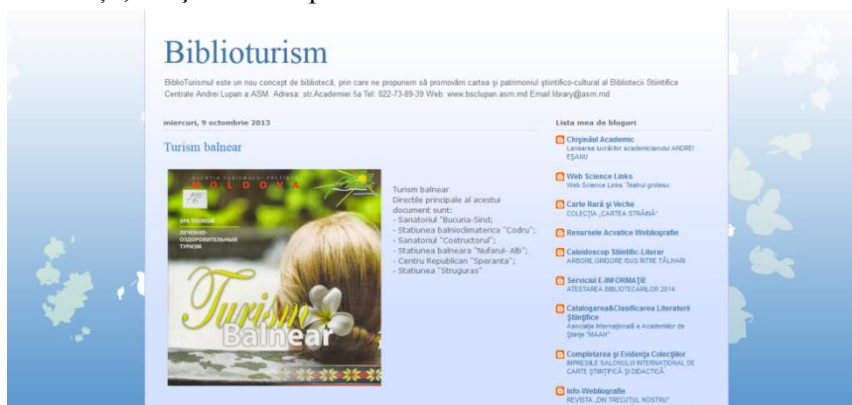 Biblioturism
BiblioTurismul este un nou concept de bibliotecă, prin care ne propunem să promovăm cartea şi patrimoniul ştiintifico-cultural al Bibliotecii Stiintifice
Centrale Andrei Lupan a ASM. Adresa: str.Academiei 5a Tel: 022-73-89-39 Web: www.bsclupan.asm.md Email:library@asm.md
miercuri, 9 octombrie 2013
Turism balnear
MOLDOVA
SPA TOURISM
ЛЕЧЕБНО-
ОЗДОРОВИТЕЛЬНЫЙ
ТУРИЗМ
Turism
Balnear
Turism balnear
Directile principale al acestui
document sunt:
- Sanatoriul "Bucuria-Sind;
- Statiunea balnioclimaterica "Codru";
- Sanatoriul "Costructorul";
- Statiunea balneara "Nufarul- Alb";
- Centru Republican "Speranta";
- Statiunea "Struguras"
Lista mea de bloguri
Chişinăul Academic
Lansarea lucrărilor academicianului ANDREI
EŞANU
Web Science Links
Web Science Links: Teatrul grotesc
Carte Rară şi Veche
COLECŢIA „CARTEA STRĂINĂ”
Resursele Acvatice Webliografie
Caleidoscop Stiintific-Literar
ARBORE,GRIGORE ISUS INTRE TÂLHARI
Serviciul E-INFORMAŢIE
ATESTAREA BIBLIOTECARILOR 2014
Catalogarea&Clasificarea Literaturii
Ştiinţifice
Asociaţia Internaţională a Academiilor de
Ştiinţe "MAAH"
Completarea şi Evidenţa Colecţiilor
IMPRESIILE SALONULUI INTERNAŢIONAL DE
CARTE ŞTIINŢIFICĂ ŞI DIDACTICĂ
Info-Webliografie
REVISTA „DIN TRECUTUL NOSTRU”